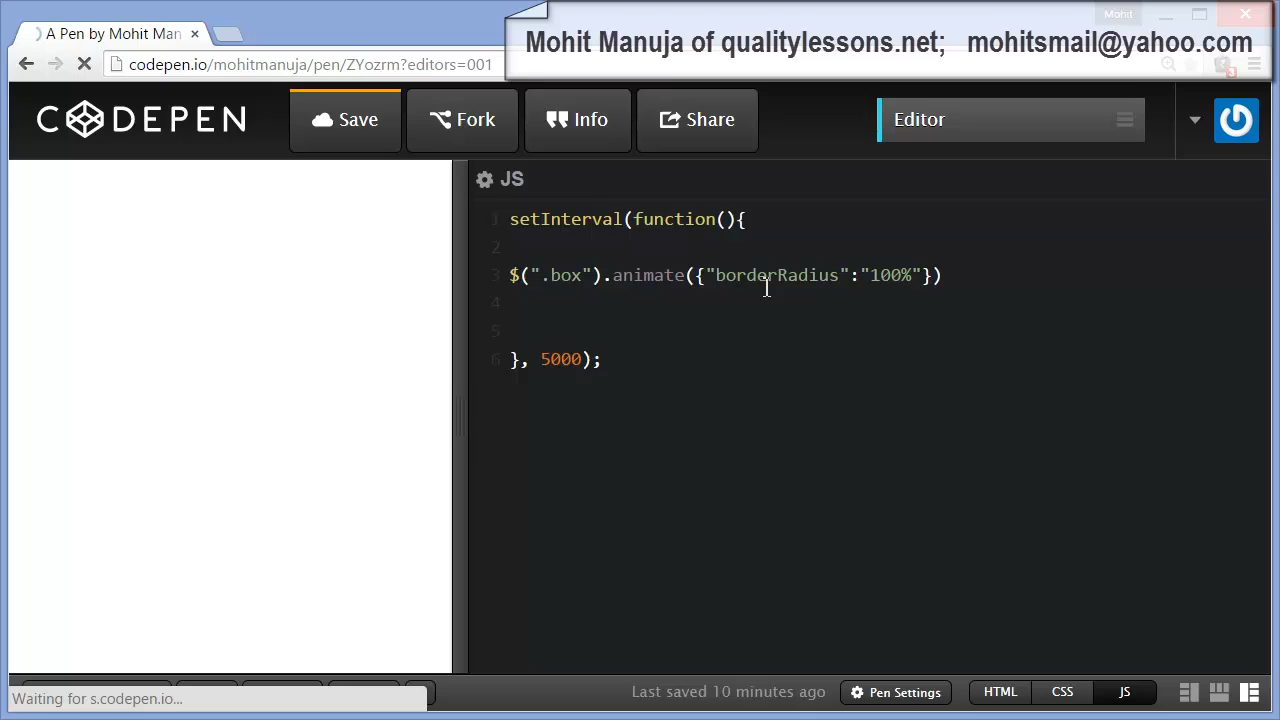 A Pen by Mohit Man
Mohit
Mohit Manuja of qualitylessons.net; mohitsmail@yahoo.com
codepen.io/mohitmanuja/pen/ZYozrm?editors=001
3
CODEPEN
Save
Fork
Info
Share
Editor
JS
1 setInterval(function(){
2
3 $(".box").animate({"borderRadius":"100%"})
4
5
6 }, 5000);
Waiting for s.codepen.io...
Last saved 10 minutes ago
Pen Settings
HTML
CSS
JS